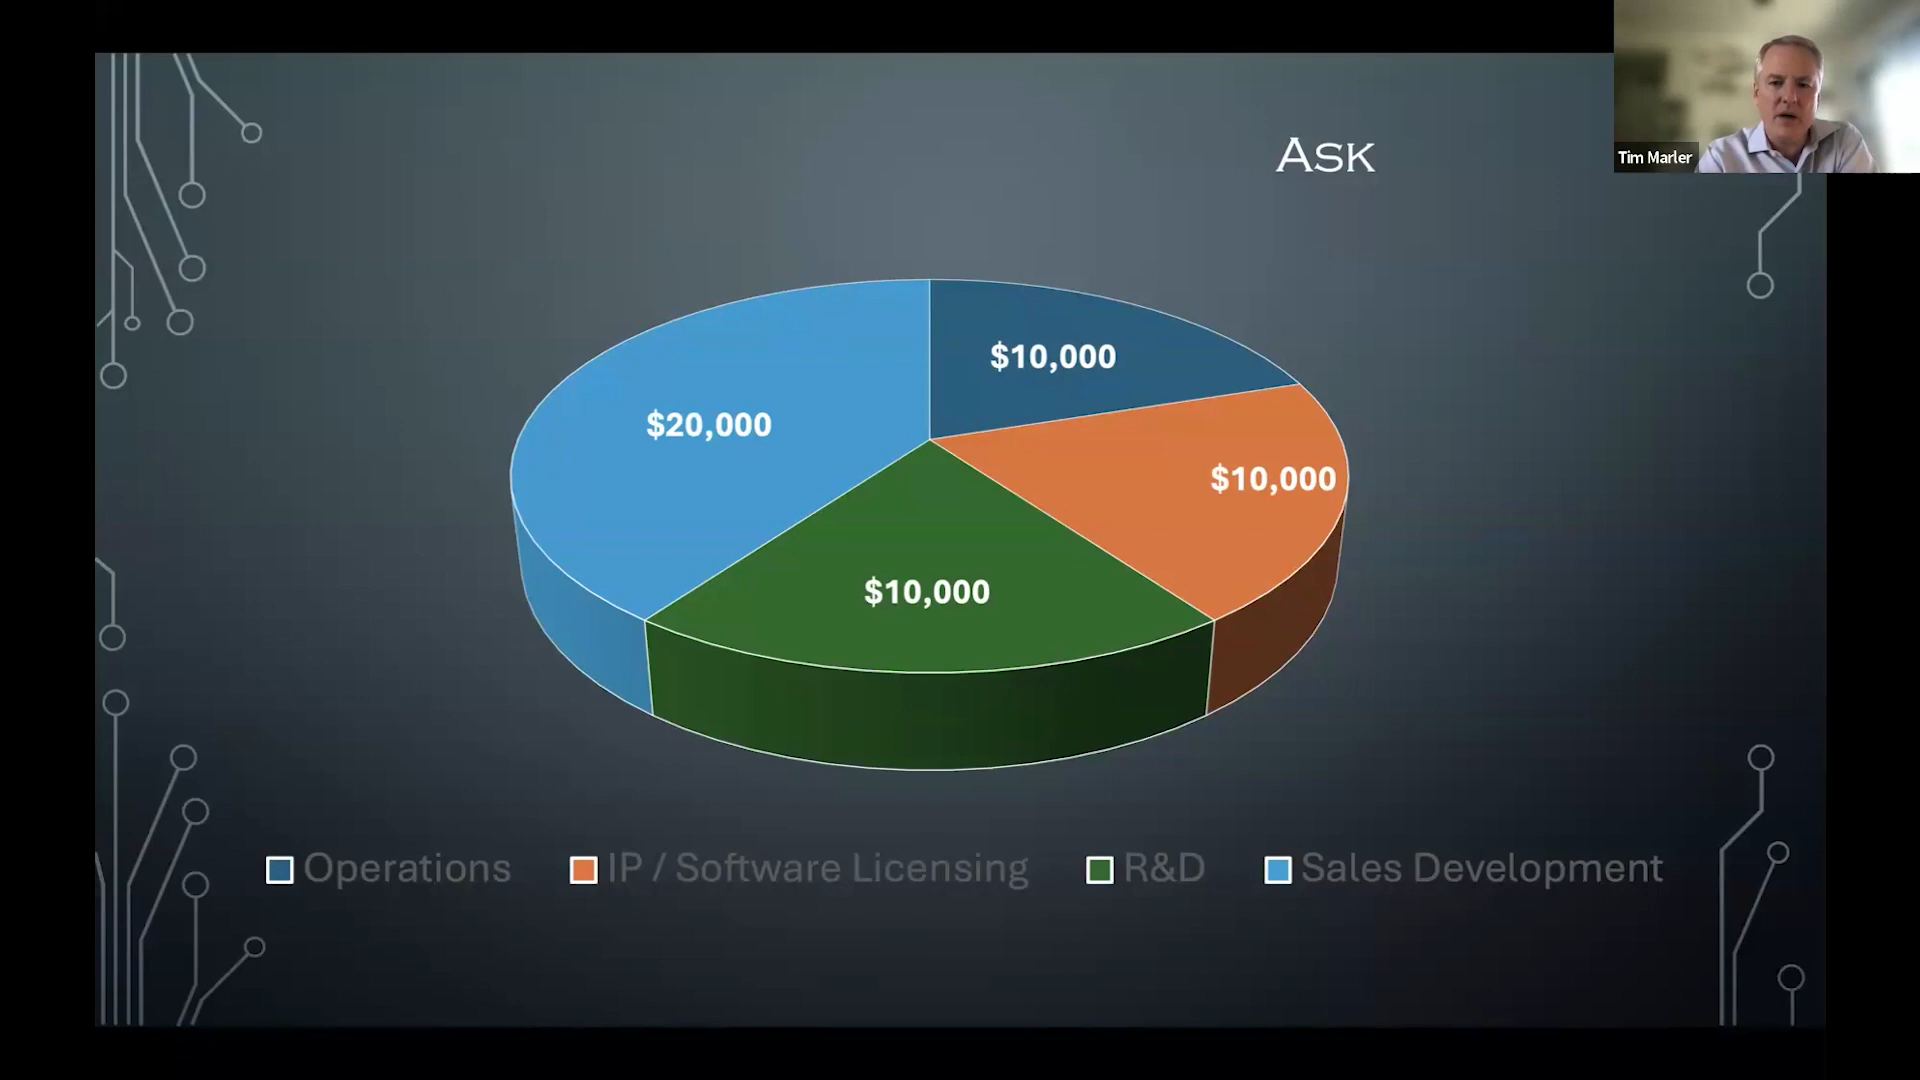 Ask
Tim Marler
$10,000
$20,000
$10,000
$10,000
Operations
IP / Software Licensing
R&D
Sales Development